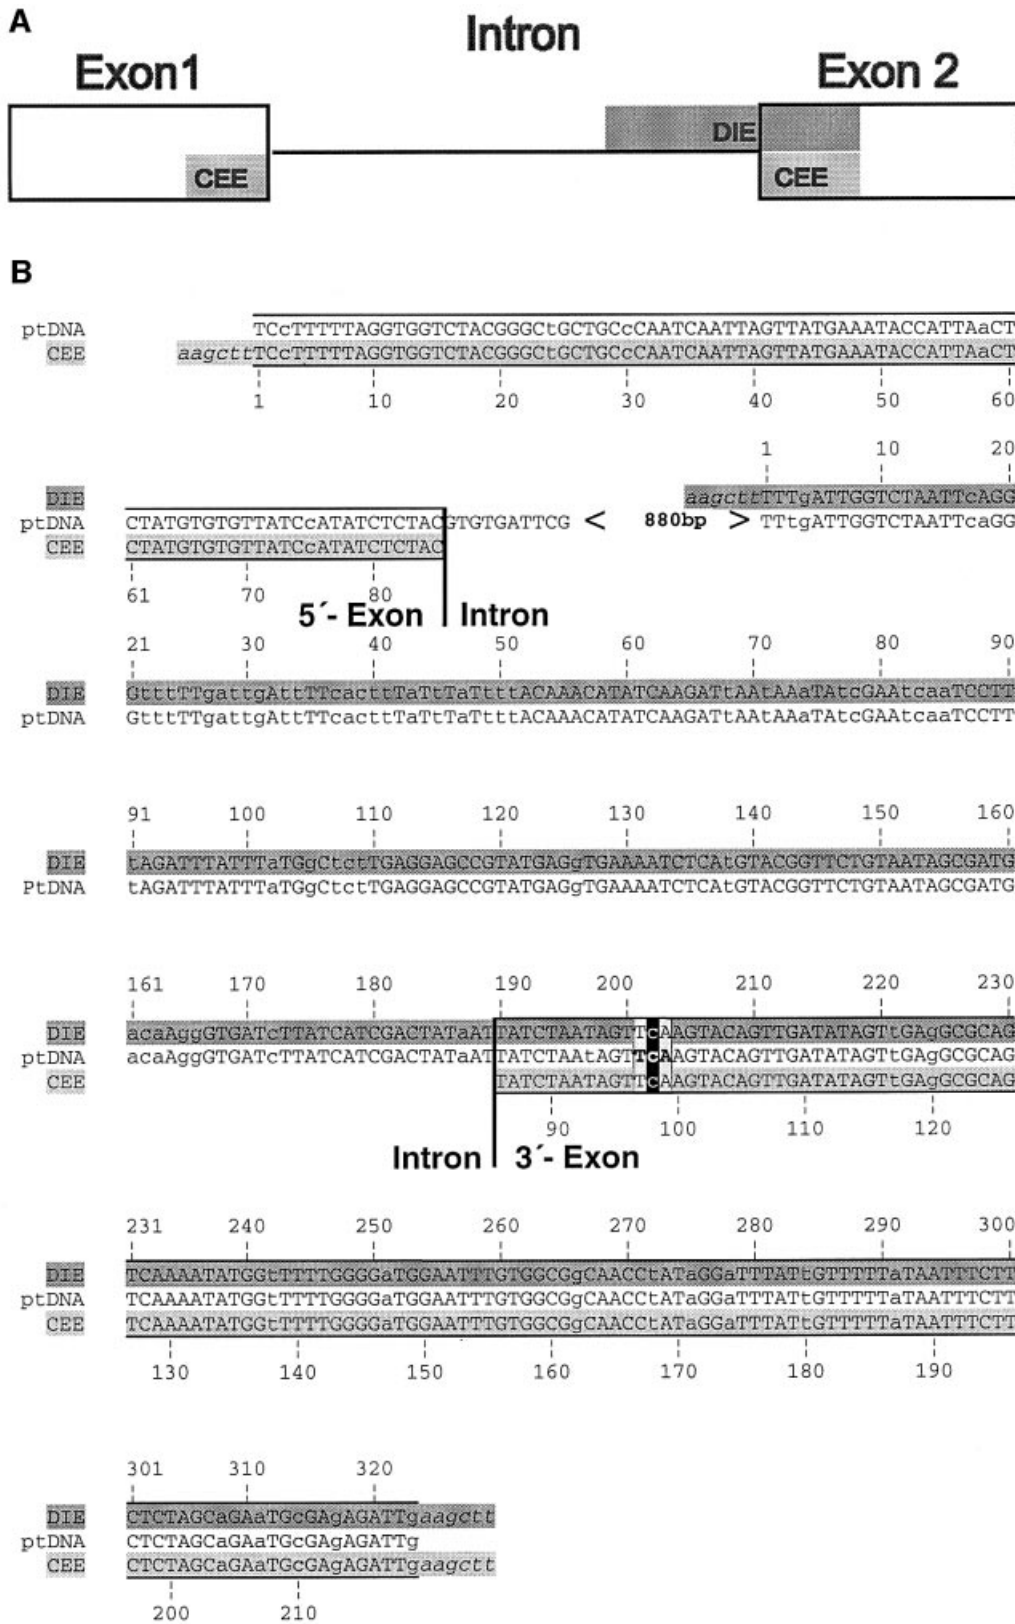 A
Intron
Exon1
Exon 2
DIE
CEE
CEE
B
ptDNA TCcTTTTTAGGTGGTCTACGGGCtGCTGCcCAATCAATTAGTTATGAAATACCATTAaCT
CEE aagcttTCcTTTTTAGGTGGTCTACGGGCtGCTGCcCAATCAATTAGTTATGAAATACCATTAaCT
1 10 20 30 40 50 60
1 10 20
DIE aagcttTTTgATTGGTCTAATTcAGG
ptDNA CTATGTGTGTTATCcATATCTCTACGTGTGATTCG < 880bp > TTtgATTGGTCTAATTcaGG
CEE CTATGTGTGTTATCcATATCTCTAC
61 70 80
5´- Exon Intron
21 30 40 50 60 70 80 90
DIE GtttTTgattgAttTTcactttTaTtTaTtttACAAACATATCAAGATtAAtAAaTAtcGAAtcaaTCCTT
ptDNA GtttTTgattgAttTTcactttTaTtTaTtttACAAACATATCAAGATtAAtAAaTAtcGAAtcaaTCCTT
91 100 110 120 130 140 150 160
DIE tAGATTTATTTaTGgCtctTGAGGAGCCGTATGAGgTGAAAATCTCAtGTACGGTTCTGTAATAGCGATG
PtDNA tAGATTTATTTaTGgCtctTGAGGAGCCGTATGAGgTGAAAATCTCAtGTACGGTTCTGTAATAGCGATG
161 170 180 190 200 210 220 230
DIE acaAggGTGATcTTATCATCGACTATaATTATCTAATAGTTcAAGTACAGTTGATATAGTtGAgGCGCAG
ptDNA acaAggGTGATcTTATCATCGACTATaATTATCTAAtAGTTCAAGTACAGTTGATATAGTtGAgGCGCAG
CEE TATCTAATAGTTcAAGTACAGTTGATATAGTtGAgGCGCAG
90 100 110 120
Intron 3´- Exon
231 240 250 260 270 280 290 300
DIE TCAAAATATGGtTTTTGGGGaTGGAATTTGTGGCGgCAACCtATaGGaTTTATtGTTTTTaTAATTTCTT
ptDNA TCAAAATATGGtTTTTGGGGaTGGAATTTGTGGCGgCAACCtATaGGaTTTATtGTTTTTaTAATTTCTT
CEE TCAAAATATGGtTTTTGGGGaTGGAATTTGTGGCGgCAACCtATaGGaTTTATtGTTTTTaTAATTTCTT
130 140 150 160 170 180 190
301 310 320
DIE CTCTAGCaGAaTGcGAgAGATTgaagctt
ptDNA CTCTAGCaGAaTGcGAgAGATTg
CEE CTCTAGCaGAaTGcGAgAGATTgaagctt
200 210